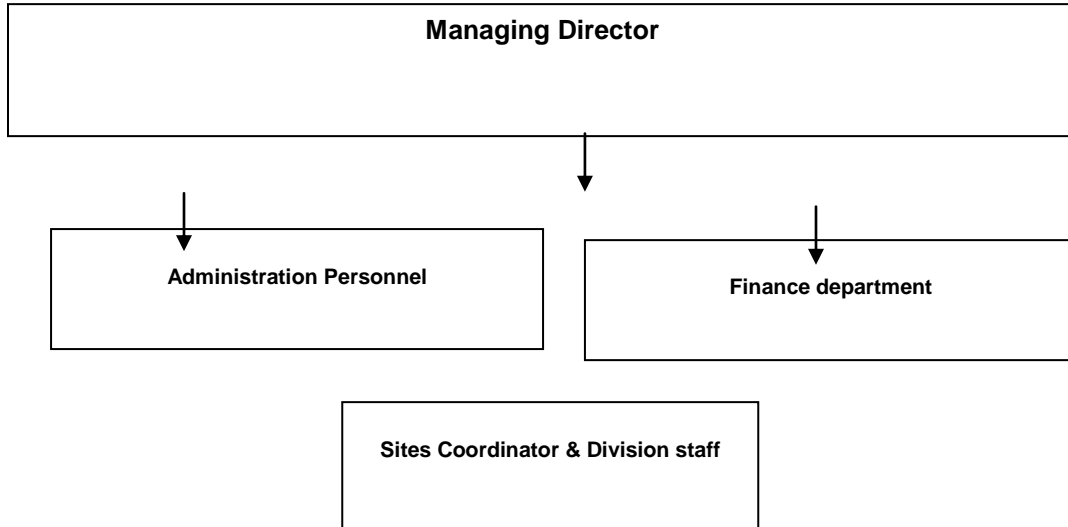 Managing Director
Administration Personnel
Finance department
Sites Coordinator & Division staff